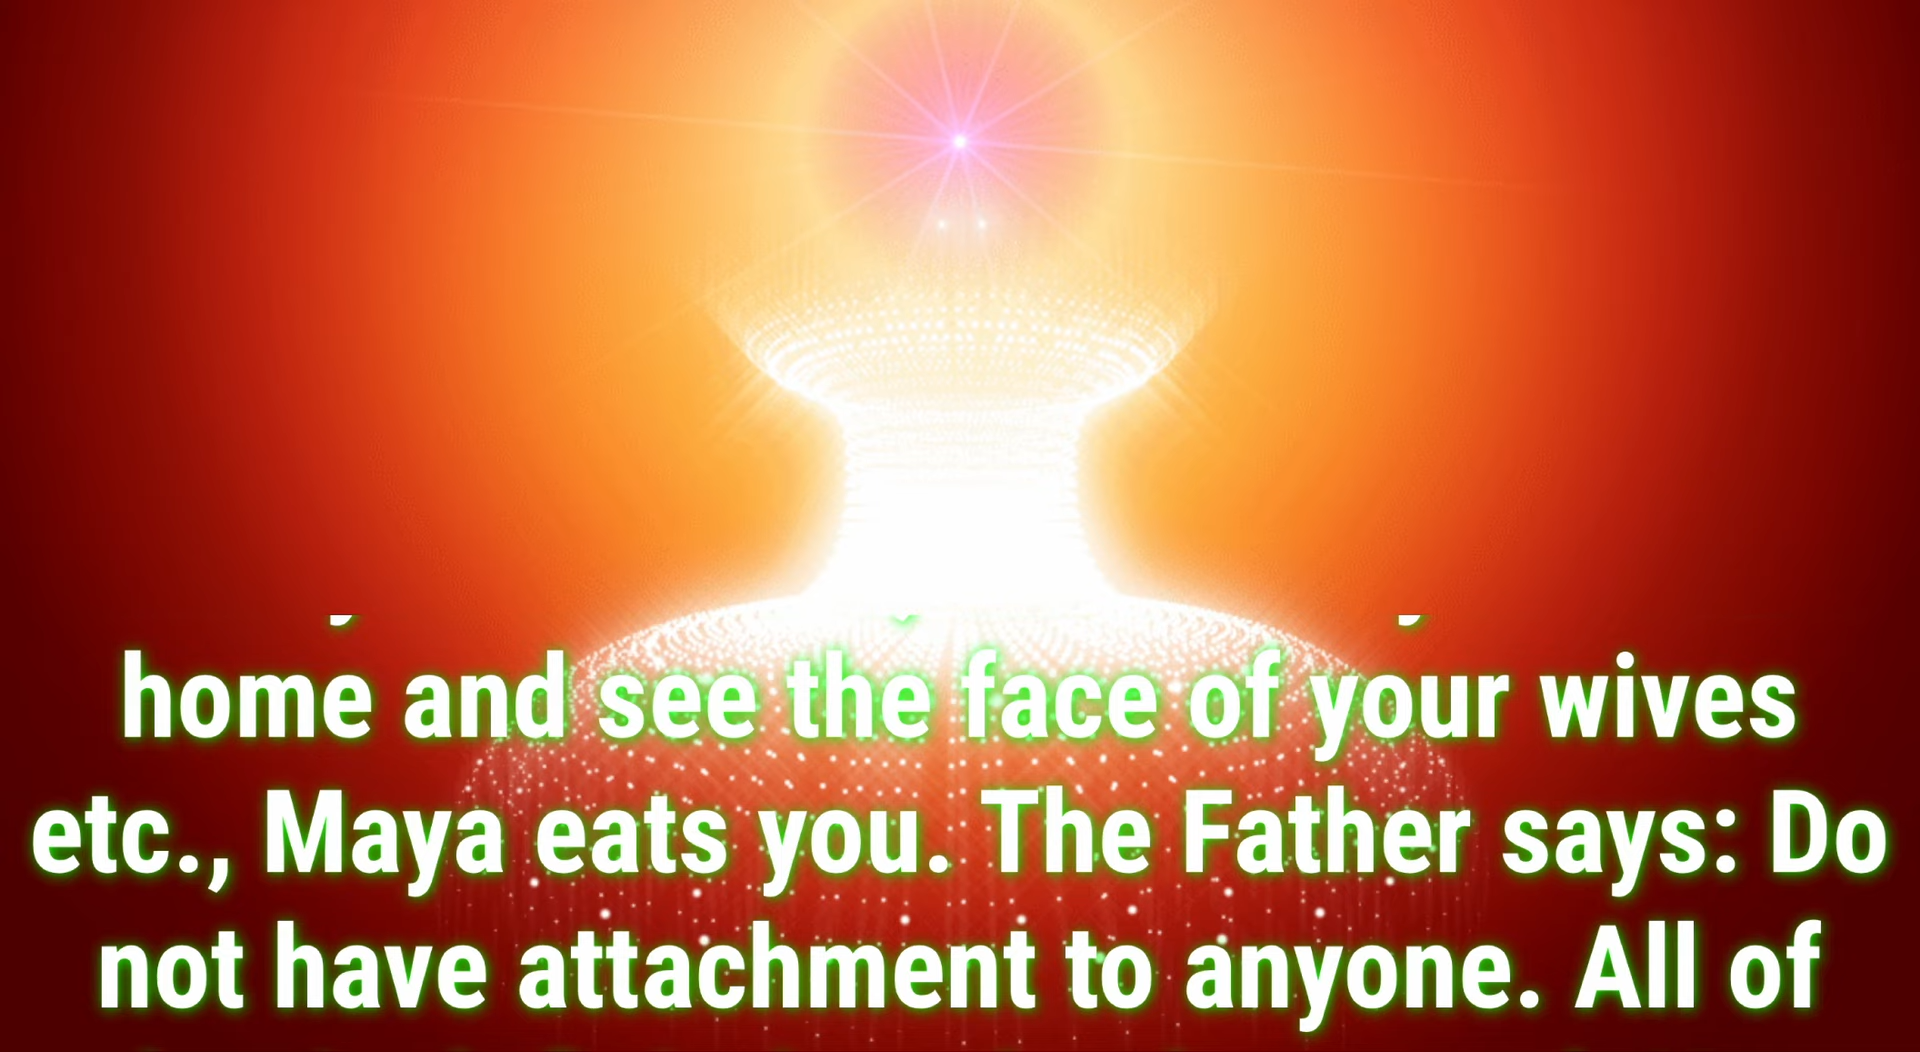 home and see the face of your wives
etc., Maya eats you. The Father says: Do
not have attachment to anyone. All of